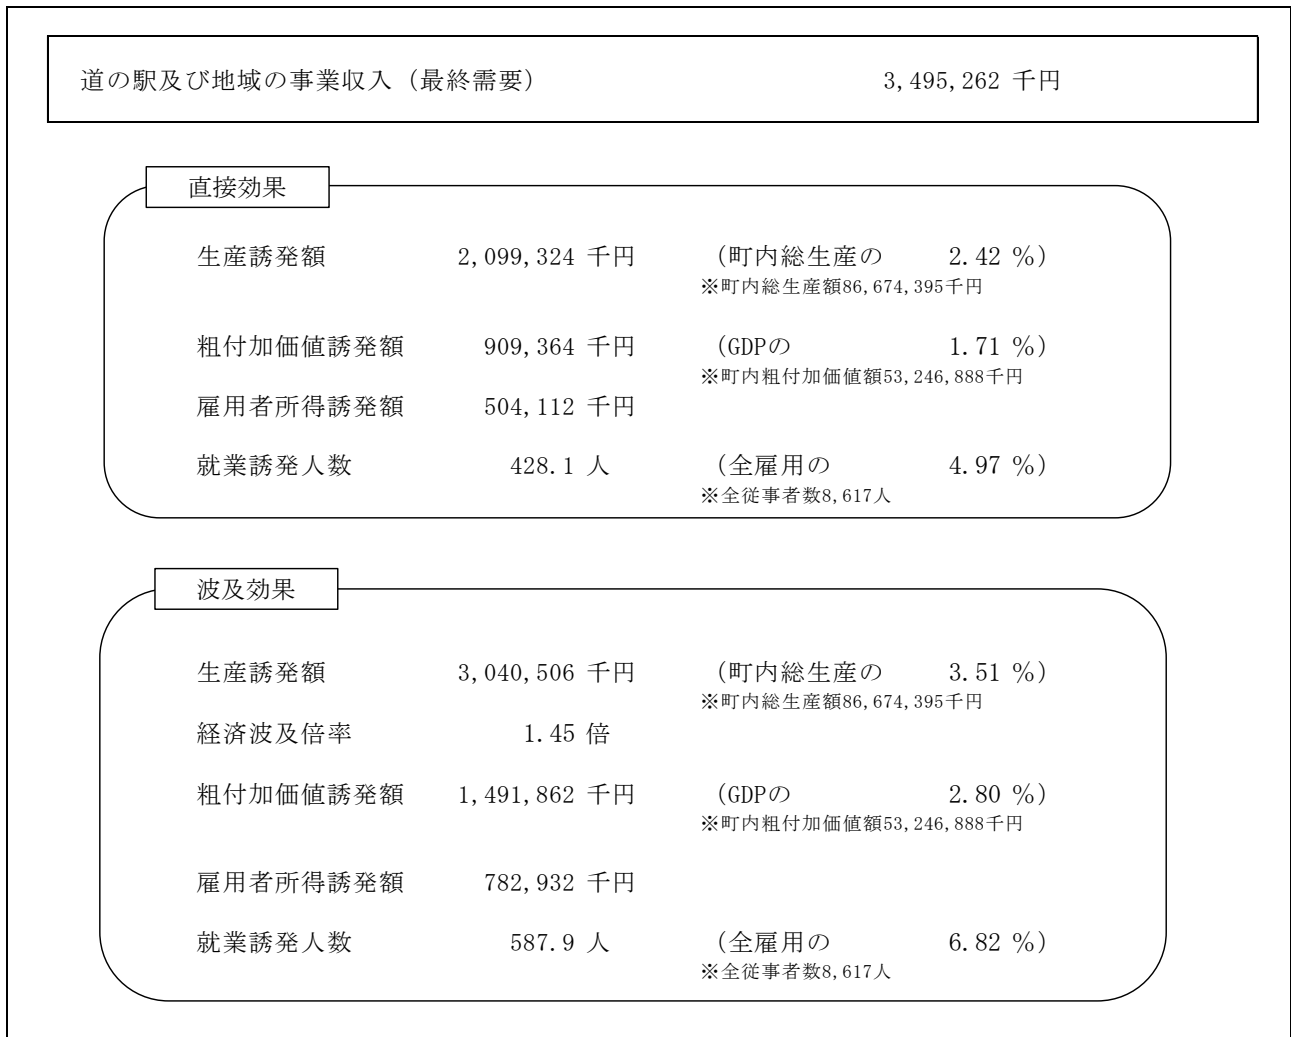 道の駅及び地域の事業収入（最終需要） 3,495,262 千円
直接効果
生産誘発額 2,099,324 千円 （町内総生産の 2.42 %）
※町内総生産額86,674,395千円
粗付加価値誘発額 909,364 千円 （GDPの 1.71 %）
※町内粗付加価値額53,246,888千円
雇用者所得誘発額 504,112 千円
就業誘発人数 428.1 人 （全雇用の 4.97 %）
※全従事者数8,617人
波及効果
生産誘発額 3,040,506 千円 （町内総生産の 3.51 %）
※町内総生産額86,674,395千円
経済波及倍率 1.45 倍
粗付加価値誘発額 1,491,862 千円 （GDPの 2.80 %）
※町内粗付加価値額53,246,888千円
雇用者所得誘発額 782,932 千円
就業誘発人数 587.9 人 （全雇用の 6.82 %）
※全従事者数8,617人